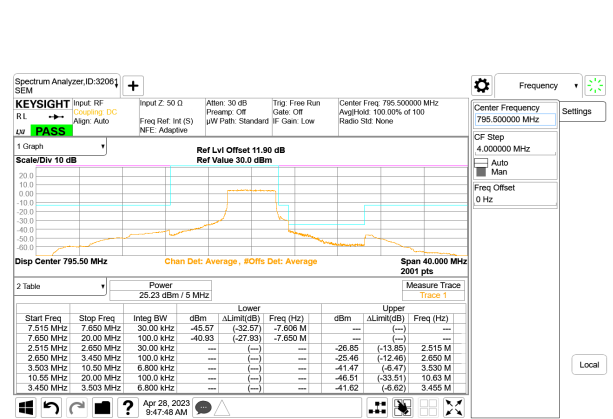 Spectrum Analyzer,ID:32061
SEM
Frequency
KEYSIGHT
R L
LXI
PASS
Input: RF
Coupling: DC
Align: Auto
Input Z: 50 Ω
Freq Ref: Int (S)
NFE: Adaptive
Atten: 30 dB
Preamp: Off
µW Path: Standard
Trig: Free Run
Gate: Off
IF Gain: Low
Center Freq: 795.500000 MHz
Avg|Hold: 100.00% of 100
Radio Std: None
Center Frequency
795.500000 MHz
Settings
CF Step
4.000000 MHz
Auto
Man
Freq Offset
0 Hz
1 Graph
Scale/Div 10 dB
Ref Lvl Offset 11.90 dB
Ref Value 30.0 dBm
20.0
10.0
0.00
-10.0
-20.0
-30.0
-40.0
-50.0
-60.0
Disp Center 795.50 MHz
Chan Det: Average , #Offs Det: Average
Span 40.000 MHz
2001 pts
2 Table
Power
25.23 dBm / 5 MHz
Measure Trace
Trace 1
Lower Upper
Start Freq Stop Freq Integ BW dBm ΔLimit(dB) Freq (Hz) dBm ΔLimit(dB) Freq (Hz)
7.515 MHz 7.650 MHz 30.00 kHz -45.57 (-32.57) -7.606 M --- (---) ---
7.650 MHz 20.00 MHz 100.0 kHz -40.93 (-27.93) -7.650 M --- (---) ---
2.515 MHz 2.650 MHz 30.00 kHz --- (---) --- -26.85 (-13.85) 2.515 M
2.650 MHz 3.450 MHz 100.0 kHz --- (---) --- -25.46 (-12.46) 2.650 M
3.503 MHz 10.50 MHz 6.800 kHz --- (---) --- -41.47 (-6.47) 3.530 M
10.55 MHz 20.00 MHz 100.0 kHz --- (---) --- -46.51 (-33.51) 10.63 M
3.450 MHz 3.503 MHz 6.800 kHz --- (---) --- -41.62 (-6.62) 3.455 M
Local
?
Apr 28, 2023
9:47:48 AM